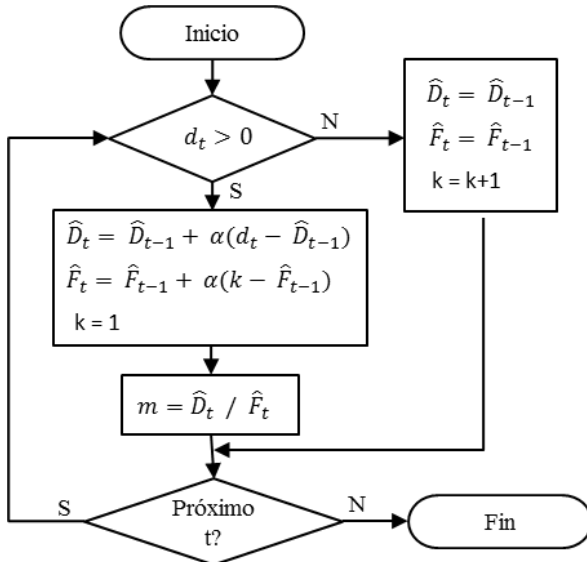 Inicio
d_t > 0
N
S
D̂_t = D̂_{t−1}
F̂_t = F̂_{t−1}
k = k+1
D̂_t = D̂_{t−1} + α(d_t − D̂_{t−1})
F̂_t = F̂_{t−1} + α(k − F̂_{t−1})
k = 1
m = D̂_t / F̂_t
S
Próximo
t?
N
Fin